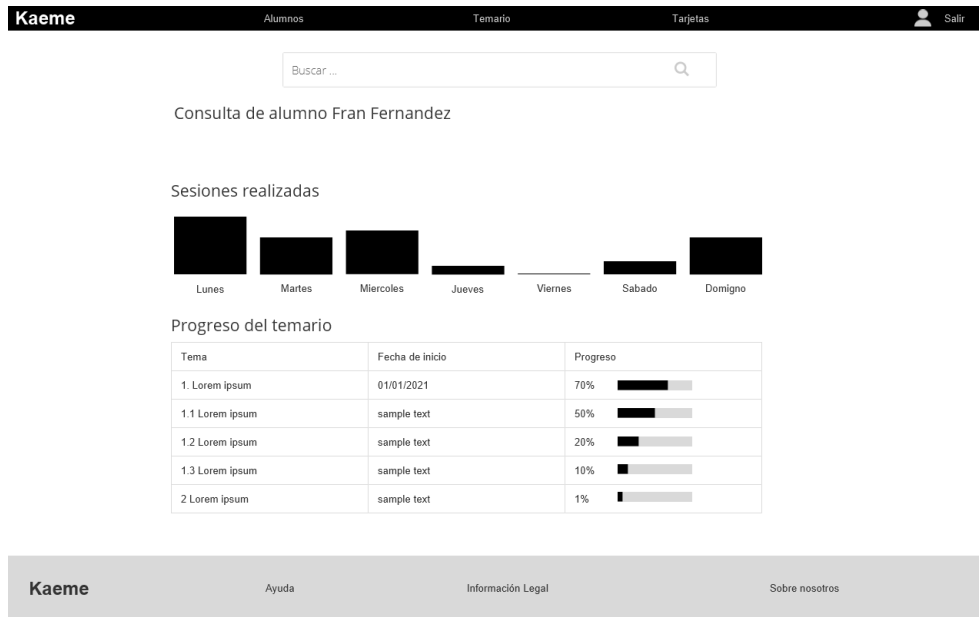 Kaeme Alumnos Temario Tarjetas Salir
Buscar ...
Consulta de alumno Fran Fernandez
Sesiones realizadas
Lunes Martes Miercoles Jueves Viernes Sabado Domigno
Progreso del temario
Tema Fecha de inicio Progreso
1. Lorem ipsum 01/01/2021 70%
1.1 Lorem ipsum sample text 50%
1.2 Lorem ipsum sample text 20%
1.3 Lorem ipsum sample text 10%
2 Lorem ipsum sample text 1%
Kaeme Ayuda Información Legal Sobre nosotros